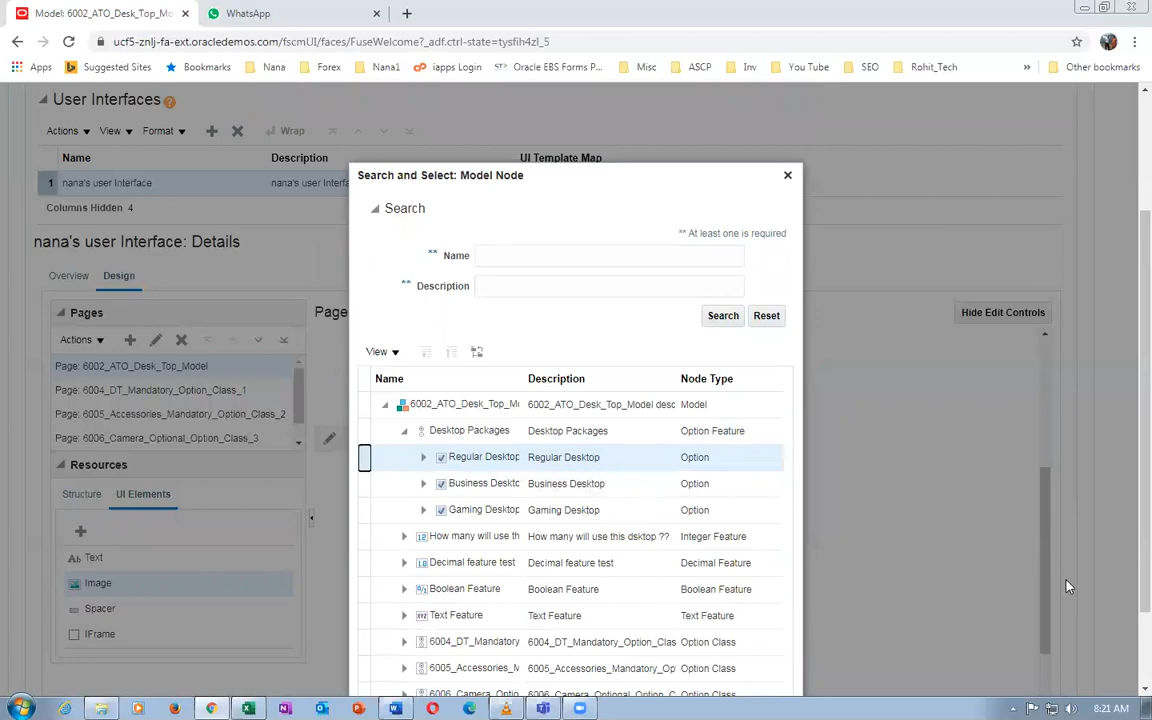 Model: 6002_ATO_Desk_Top_Mo
WhatsApp
ucf5-znlj-fa-ext.oracledemos.com/fscmUI/faces/FuseWelcome?_adf.ctrl-state=tysfih4zl_5
Apps Suggested Sites Bookmarks Nana Forex Nana1 iapps Login Oracle EBS Forms P... Misc ASCP Inv You Tube SEO Rohit_Tech » Other bookmarks
User Interfaces
Actions View Format Wrap
Name Description UI Template Map
1 nana's user Interface nana's user Interfa
Columns Hidden 4
nana's user Interface: Details
Overview Design
Pages
Page
Hide Edit Controls
Actions
Page: 6002_ATO_Desk_Top_Model
Page: 6004_DT_Mandatory_Option_Class_1
Page: 6005_Accessories_Mandatory_Option_Class_2
Page: 6006_Camera_Optional_Option_Class_3
Resources
Structure UI Elements
Text
Image
Spacer
IFrame
Search and Select: Model Node
Search
** At least one is required
** Name
** Description
Search Reset
View
Name Description Node Type
6002_ATO_Desk_Top_Mo 6002_ATO_Desk_Top_Model desc Model
Desktop Packages Desktop Packages Option Feature
Regular Desktop Regular Desktop Option
Business Deskto Business Desktop Option
Gaming Desktop Gaming Desktop Option
How many will use th How many will use this dsktop ?? Integer Feature
Decimal feature test Decimal feature test Decimal Feature
Boolean Feature Boolean Feature Boolean Feature
Text Feature Text Feature Text Feature
6004_DT_Mandatory 6004_DT_Mandatory_Option_Clas Option Class
6005_Accessories_M 6005_Accessories_Mandatory_Op Option Class
6006_Camera_Optional 6006_Camera_Optional_Option_C Option Class
8:21 AM